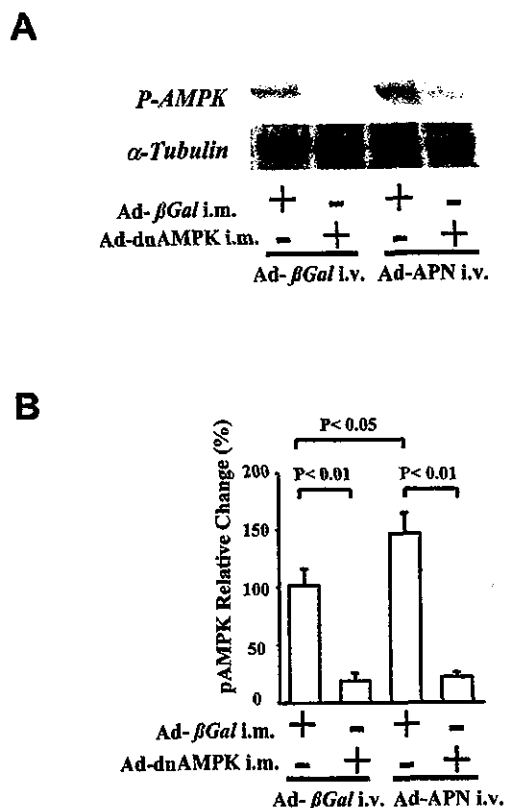 A
P-AMPK
α-Tubulin
Ad-βGal i.m. + - + -
Ad-dnAMPK i.m. - + - +
Ad-βGal i.v. Ad-APN i.v.
B
P< 0.05
P< 0.01 P< 0.01
pAMPK Relative Change (%)
200
150
100
50
0
Ad-βGal i.m. + - + -
Ad-dnAMPK i.m. - + - +
Ad-βGal i.v. Ad-APN i.v.